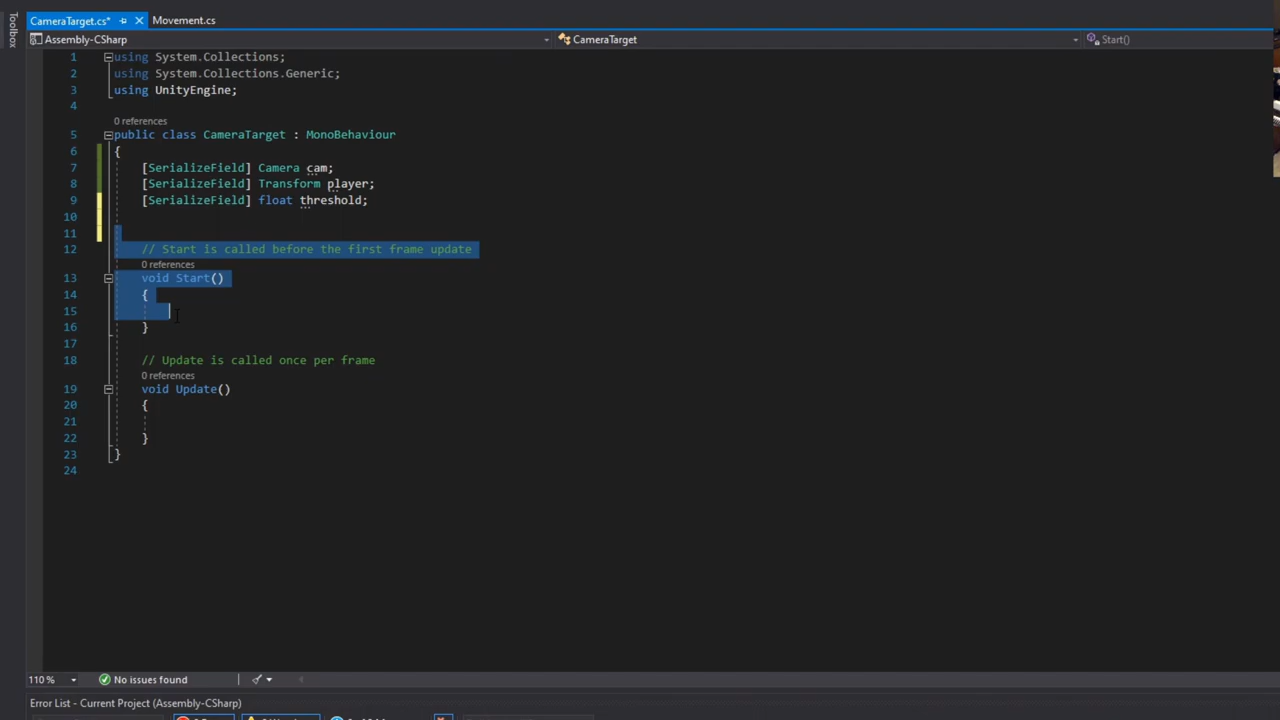 Toolbox
CameraTarget.cs*
Movement.cs
Assembly-CSharp
CameraTarget
Start()
1 using System.Collections;
2 using System.Collections.Generic;
3 using UnityEngine;
4
0 references
5 public class CameraTarget : MonoBehaviour
6 {
7 [SerializeField] Camera cam;
8 [SerializeField] Transform player;
9 [SerializeField] float threshold;
10
11
12 // Start is called before the first frame update
0 references
13 void Start()
14 {
15
16 }
17
18 // Update is called once per frame
0 references
19 void Update()
20 {
21
22 }
23 }
24
110 %
No issues found
Error List - Current Project (Assembly-CSharp)